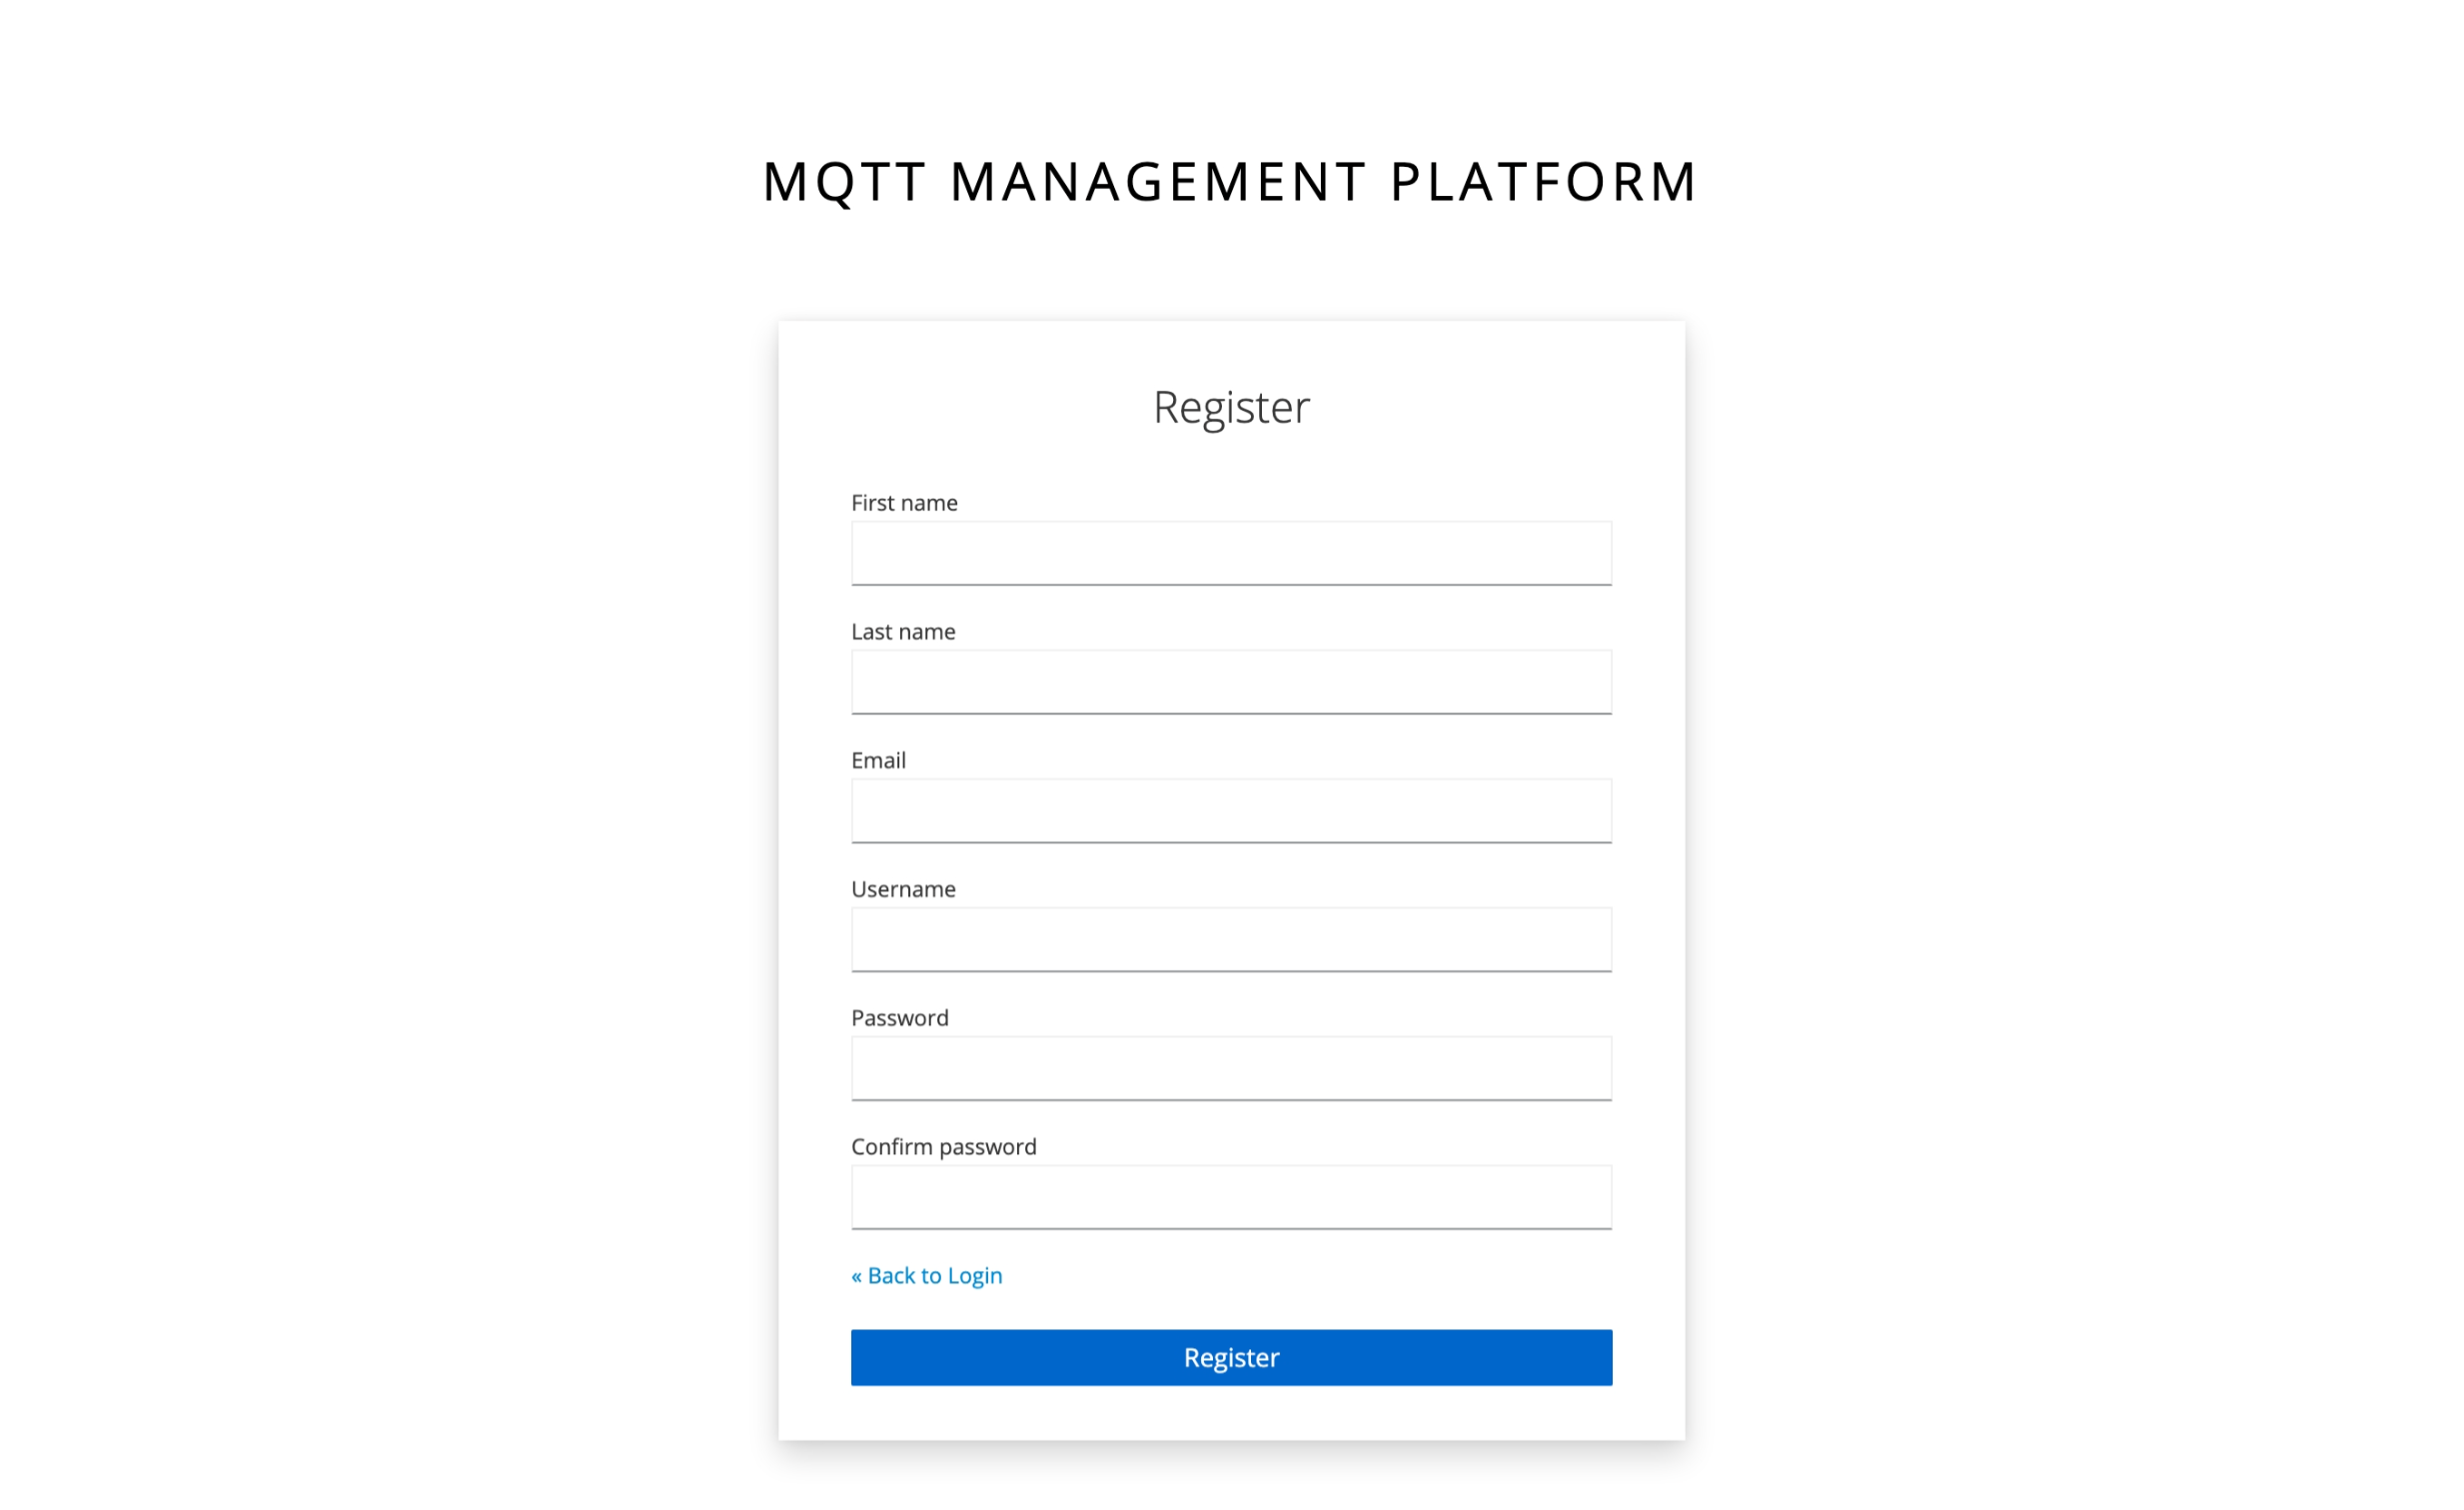 MQTT MANAGEMENT PLATFORM
Register
First name
Last name
Email
Username
Password
Confirm password
« Back to Login
Register